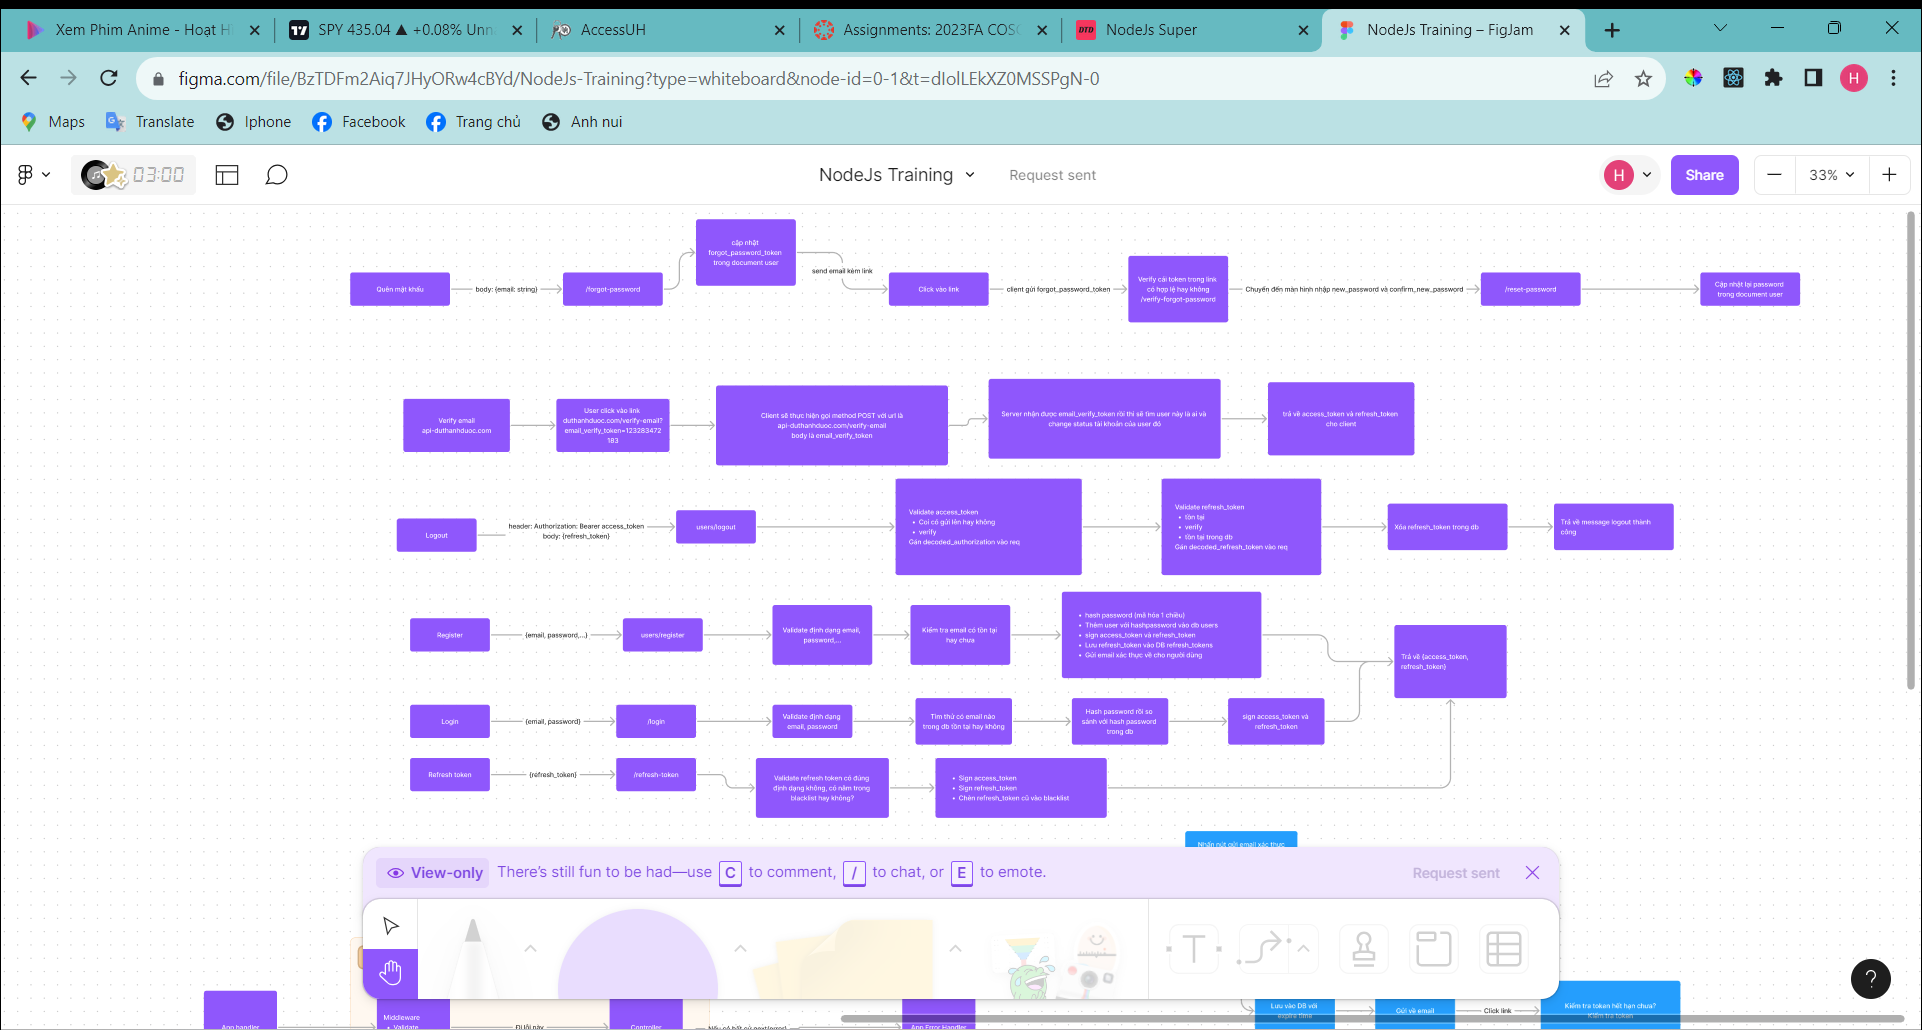 Xem Phim Anime - Hoạt H
SPY 435.04 ▲ +0.08% Unn
AccessUH
Assignments: 2023FA COSC
NodeJs Super
NodeJs Training – FigJam
figma.com/file/BzTDFm2Aiq7JHyORw4cBYd/NodeJs-Training?type=whiteboard&node-id=0-1&t=dIolLEkXZ0MSSPgN-0
H
Maps
Translate
Iphone
Facebook
Trang chủ
Anh nui
03:00
NodeJs Training
Request sent
H
Share
33%
Quên mật khẩu
body: {email: string}
/forgot-password
cập nhật
forgot_password_token
trong document user
send email kèm link
Click vào link
client gửi forgot_password_token
Verify cái token trong link
có hợp lệ hay không
/verify-forgot-password
Chuyển đến màn hình nhập new_password và confirm_new_password
/reset-password
Cập nhật lại password
trong document user
Verify email
api-duthanhduoc.com
User click vào link
duthanhduoc.com/verify-email?
email_verify_token=123283472
183
Client sẽ thực hiện gọi method POST với url là
api-duthanhduoc.com/verify-email
body là email_verify_token
Server nhận được email_verify_token rồi thì sẽ tìm user này là ai và
change status tài khoản của user đó
trả về access_token và refresh_token
cho client
Logout
header: Authorization: Bearer access_token
body: {refresh_token}
users/logout
Validate access_token
• Coi có gửi lên hay không
• verify
Gán decoded_authorization vào req
Validate refresh_token
• tồn tại
• verify
• tồn tại trong db
Gán decoded_refresh_token vào req
Xóa refresh_token trong db
Trả về message logout thành
công
Register
{email, password,...}
users/register
Validate định dạng email,
password,...
Kiểm tra email có tồn tại
hay chưa
• hash password (mã hóa 1 chiều)
• Thêm user với hashpassword vào db users
• sign access_token và refresh_token
• Lưu refresh_token vào DB refresh_tokens
• Gửi email xác thực về cho người dùng
Trả về {access_token,
refresh_token}
Login
{email, password}
/login
Validate định dạng
email, password
Tìm thử có email nào
trong db tồn tại hay không
Hash password rồi so
sánh với hash password
trong db
sign access_token và
refresh_token
Refresh token
{refresh_token}
/refresh-token
Validate refresh token có đúng
định dạng không, có nằm trong
blacklist hay không?
• Sign access_token
• Sign refresh_token
• Chèn refresh_token cũ vào blacklist
Nhấn nút gửi email xác thực
View-only
There's still fun to be had—use C to comment, / to chat, or E to emote.
Request sent
T
?
App handler
Middleware
• Validate
Controller
App Error Handler
Lưu vào DB với
expire time
Gửi về email
Click link
Kiểm tra token hết hạn chưa?
Kiểm tra token